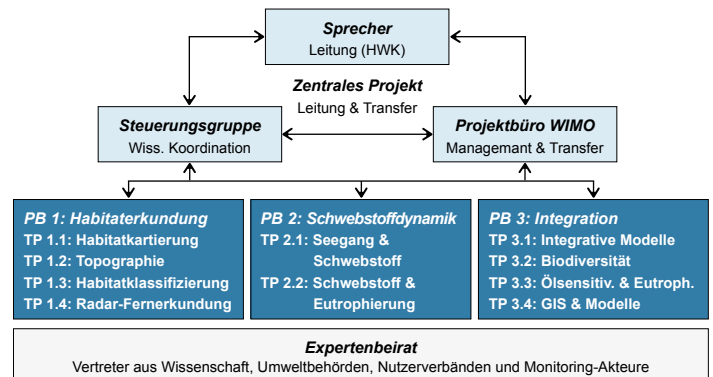 Sprecher
Leitung (HWK)
Zentrales Projekt
Leitung & Transfer
Steuerungsgruppe
Wiss. Koordination
Projektbüro WIMO
Managemant & Transfer
PB 1: Habitaterkundung
TP 1.1: Habitatkartierung
TP 1.2: Topographie
TP 1.3: Habitatklassifizierung
TP 1.4: Radar-Fernerkundung
PB 2: Schwebstoffdynamik
TP 2.1: Seegang &
Schwebstoff
TP 2.2: Schwebstoff &
Eutrophierung
PB 3: Integration
TP 3.1: Integrative Modelle
TP 3.2: Biodiversität
TP 3.3: Ölsensitiv. & Eutroph.
TP 3.4: GIS & Modelle
Expertenbeirat
Vertreter aus Wissenschaft, Umweltbehörden, Nutzerverbänden und Monitoring-Akteure